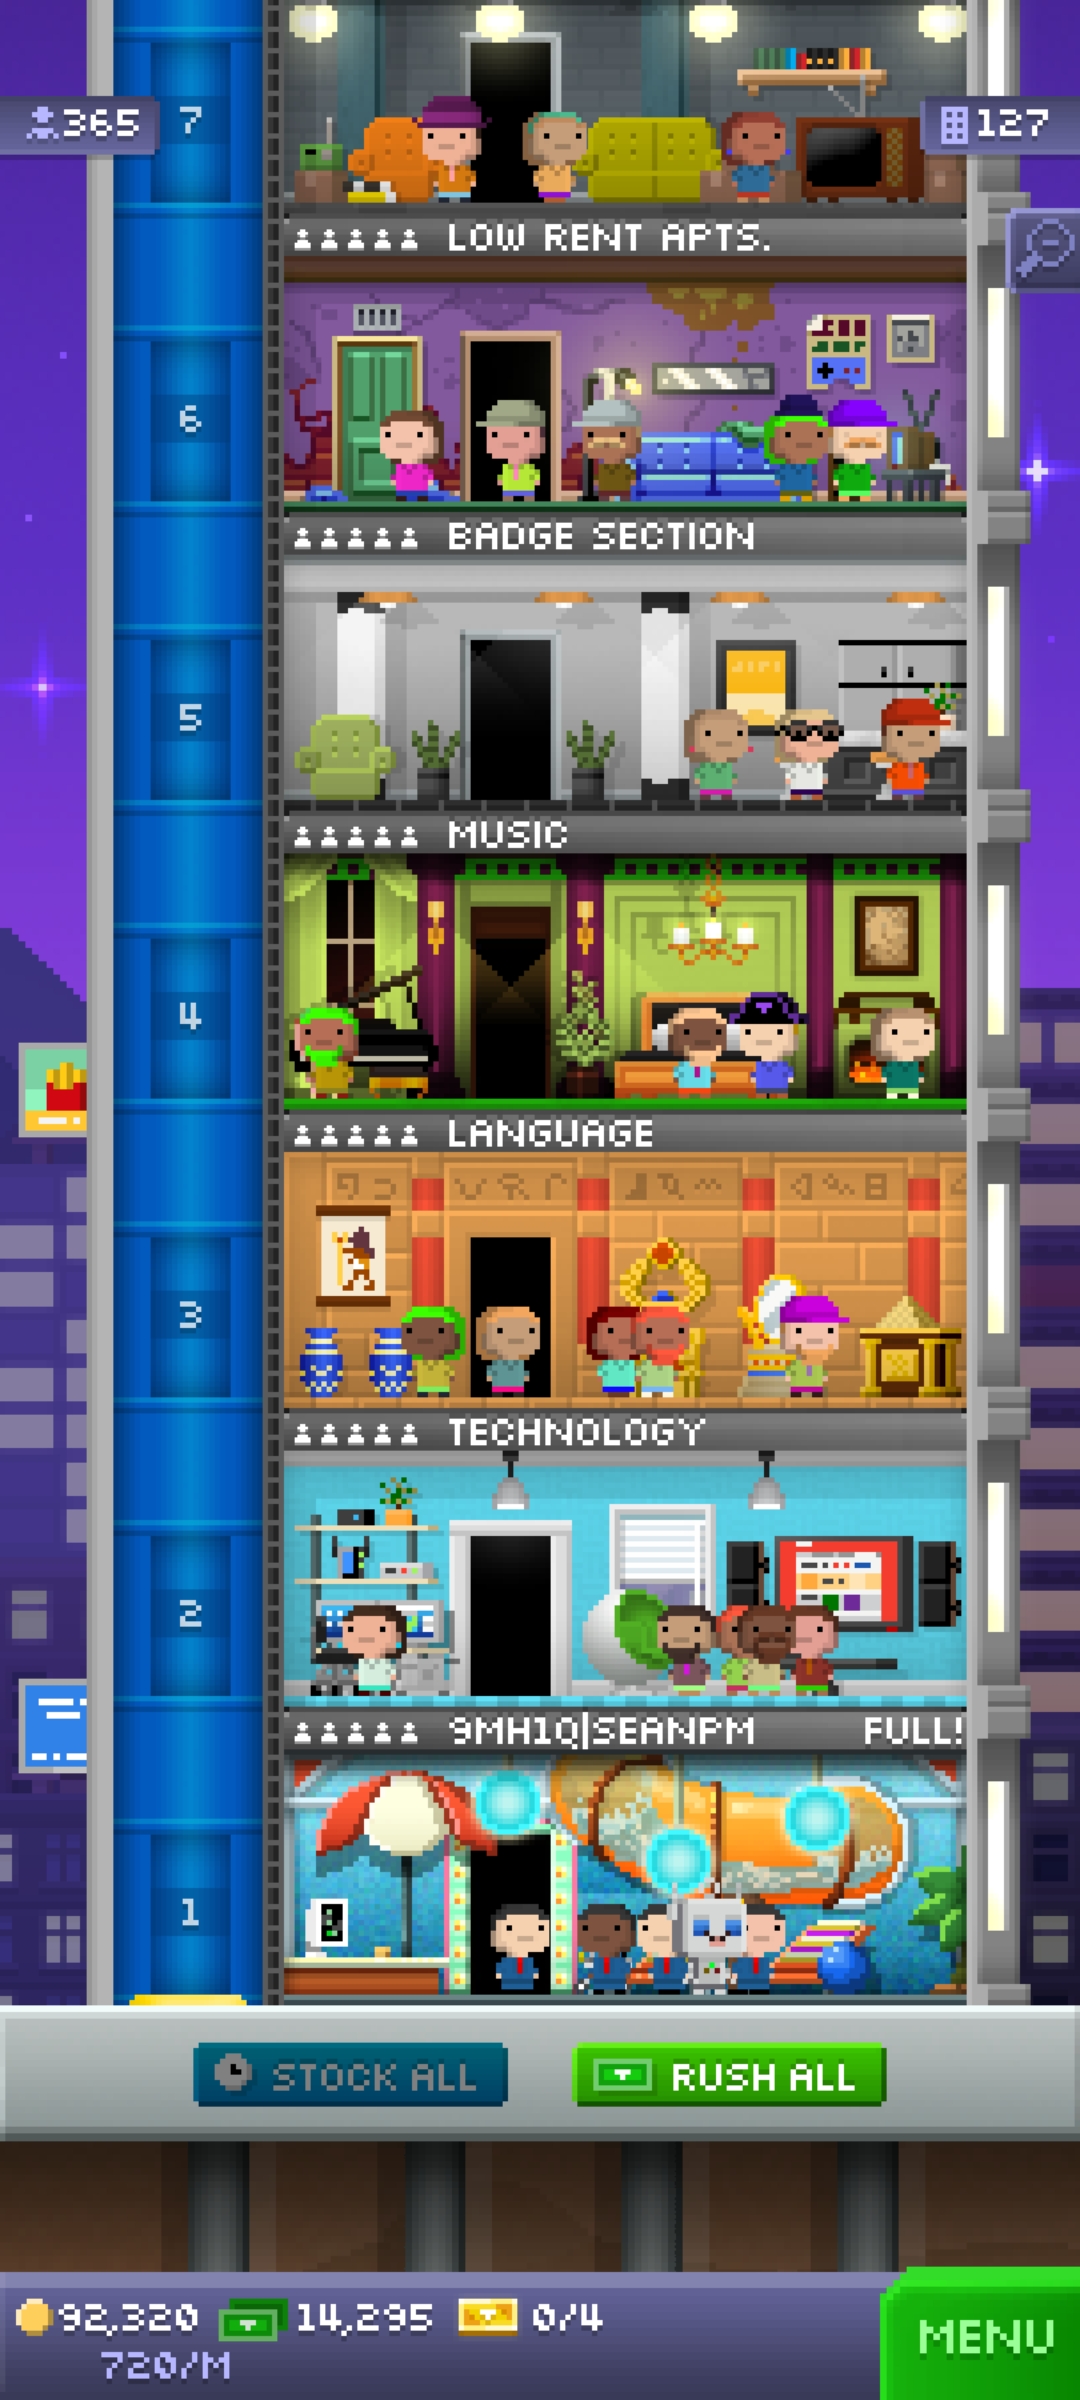 365
7
127
LOW RENT APTS.
6
BADGE SECTION
5
MUSIC
4
LANGUAGE
3
TECHNOLOGY
2
9MH1Q|SEANPM FULL!
1
STOCK ALL
RUSH ALL
92,320 14,295 0/4
720/M
MENU